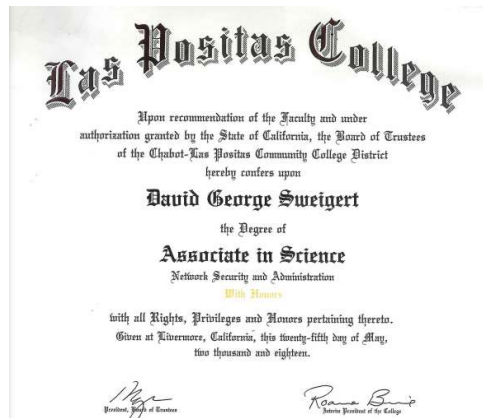 Las Positas College
Upon recommendation of the Faculty and under
authorization granted by the State of California, the Board of Trustees
of the Chabot-Las Positas Community College District
hereby confers upon
David George Sweigert
the Degree of
Associate in Science
Network Security and Administration
With Honors
with all Rights, Privileges and Honors pertaining thereto.
Given at Livermore, California, this twenty-fifth day of May,
two thousand and eighteen.
President, Board of Trustees
Interim President of the College